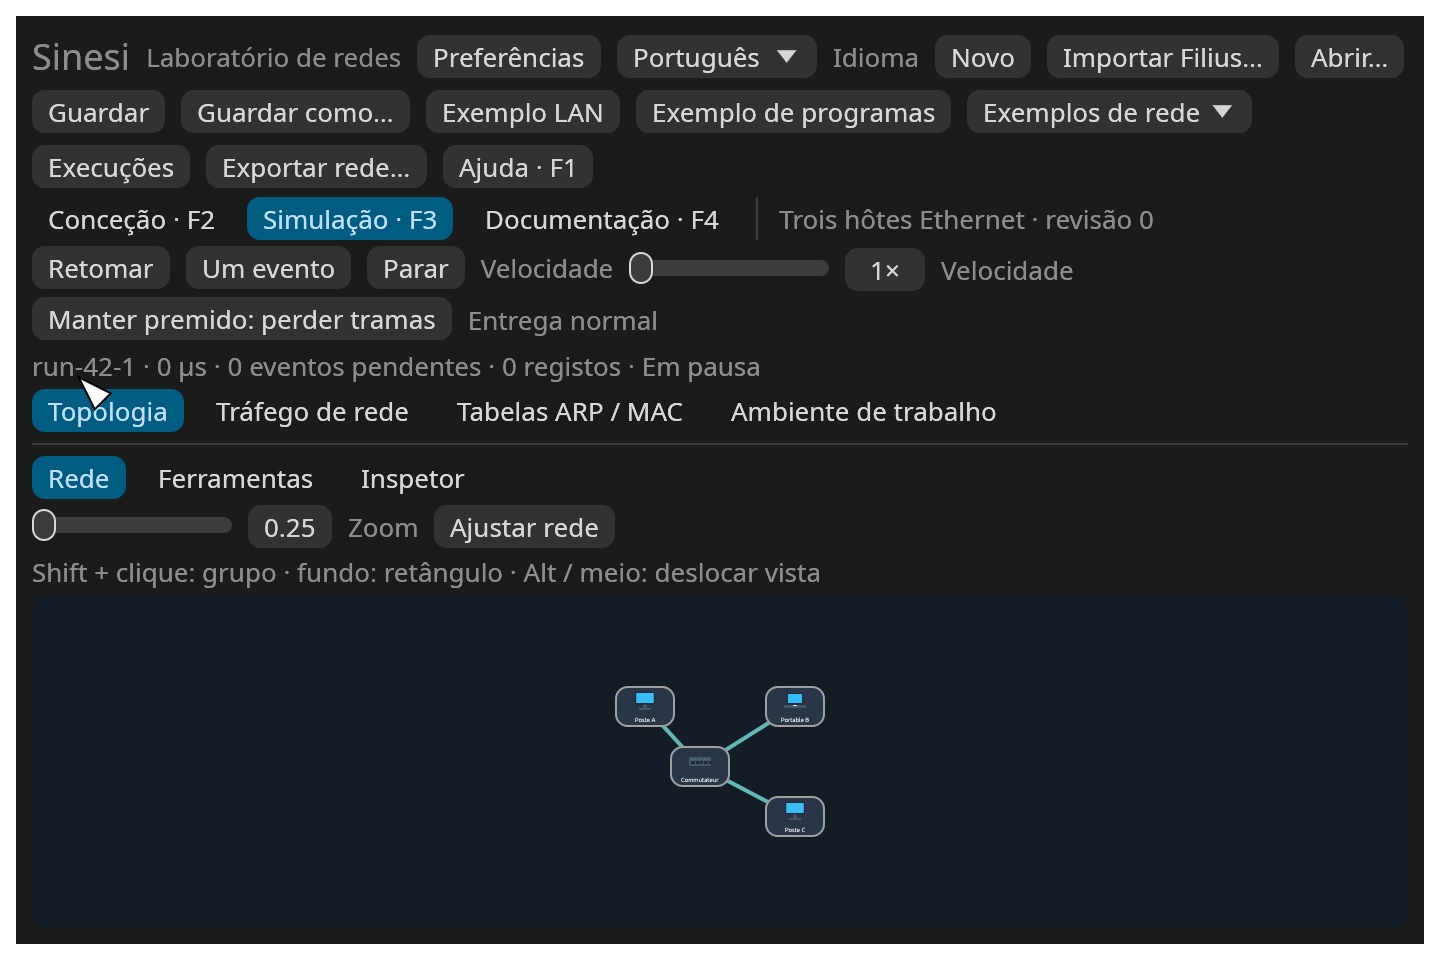 Sinesi Laboratório de redes Preferências Português Idioma Novo Importar Filius... Abrir...
Guardar Guardar como... Exemplo LAN Exemplo de programas Exemplos de rede
Execuções Exportar rede... Ajuda · F1
Conceção · F2 Simulação · F3 Documentação · F4 Trois hôtes Ethernet · revisão 0
Retomar Um evento Parar Velocidade 1× Velocidade
Manter premido: perder tramas Entrega normal
run-42-1 · 0 µs · 0 eventos pendentes · 0 registos · Em pausa
Topologia Tráfego de rede Tabelas ARP / MAC Ambiente de trabalho
Rede Ferramentas Inspetor
0.25 Zoom Ajustar rede
Shift + clique: grupo · fundo: retângulo · Alt / meio: deslocar vista
Poste A Portable B
Commutateur
Poste C